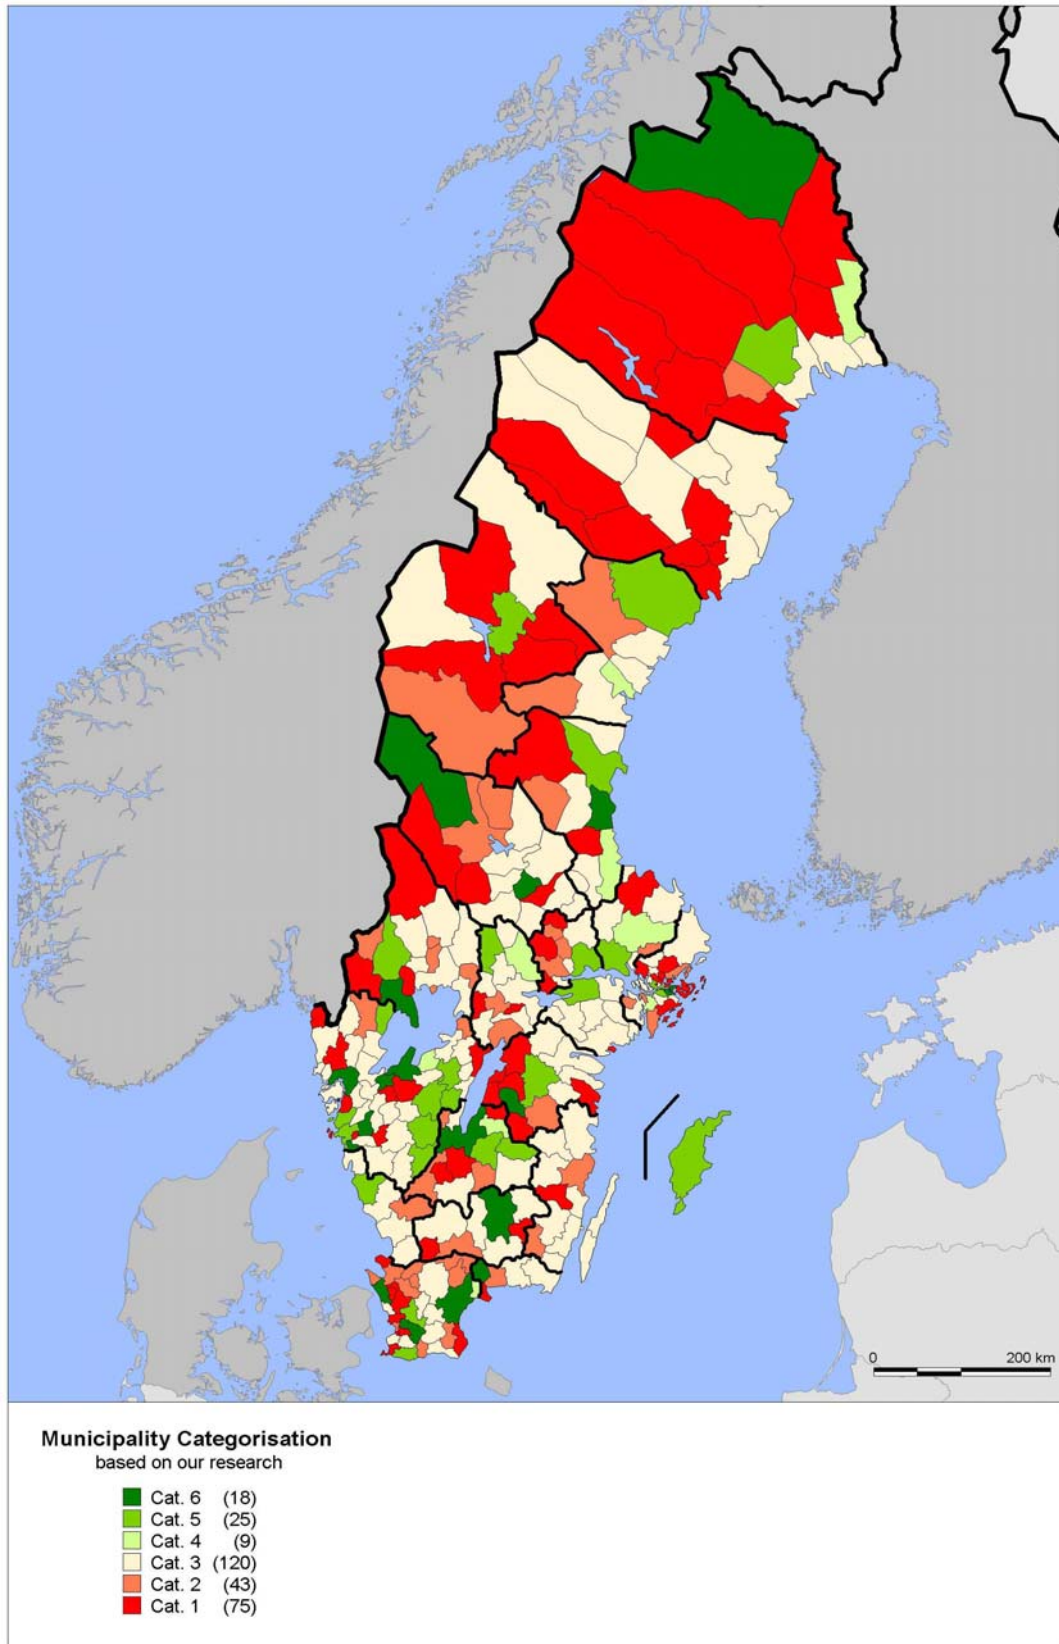 0 200 km
Municipality Categorisation
based on our research
Cat. 6 (18)
Cat. 5 (25)
Cat. 4 (9)
Cat. 3 (120)
Cat. 2 (43)
Cat. 1 (75)